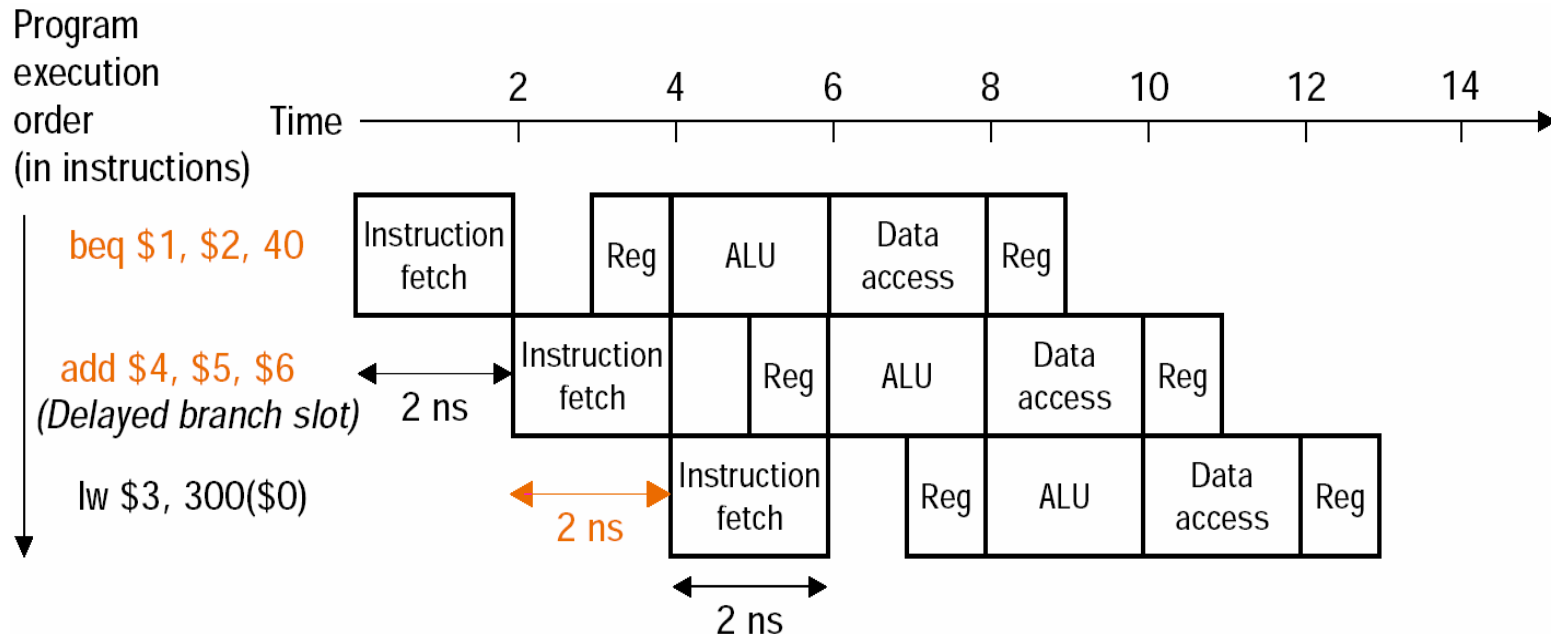 Program
execution
order
(in instructions)
Time
2 4 6 8 10 12 14
beq $1, $2, 40
Instruction
fetch
Reg
ALU
Data
access
Reg
add $4, $5, $6
(Delayed branch slot)
2 ns
Instruction
fetch
Reg
ALU
Data
access
Reg
lw $3, 300($0)
2 ns
Instruction
fetch
Reg
ALU
Data
access
Reg
2 ns